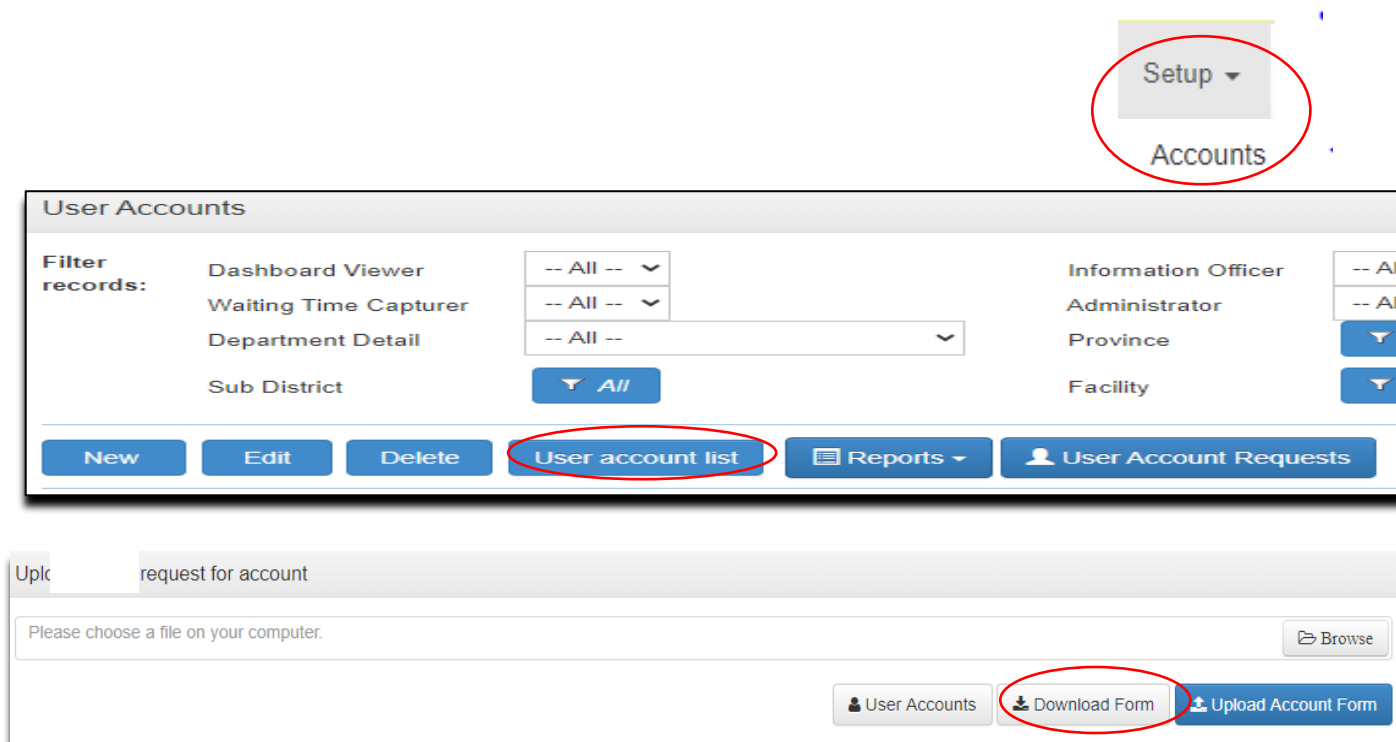 Setup
Accounts
User Accounts
Filter records:
Dashboard Viewer -- All -- Information Officer
Waiting Time Capturer -- All -- Administrator
Department Detail -- All -- Province
Sub District All Facility
New Edit Delete User account list Reports User Account Requests
request for account
Please choose a file on your computer. Browse
User Accounts Download Form Upload Account Form